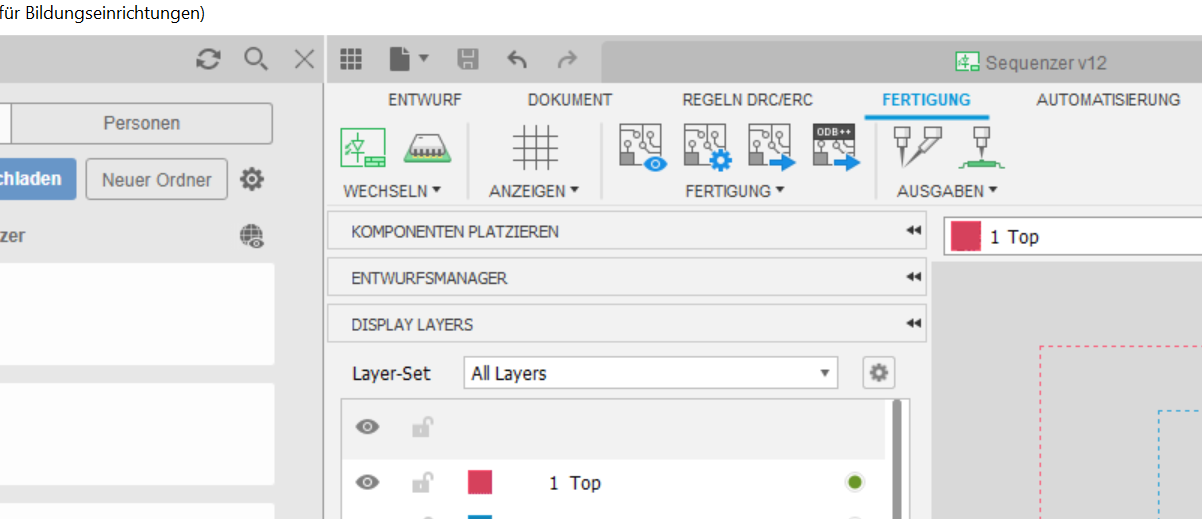 für Bildungseinrichtungen)
Sequenzer v12
ENTWURF DOKUMENT REGELN DRC/ERC FERTIGUNG AUTOMATISIERUNG
Personen
ODB++
chladen Neuer Ordner
WECHSELN ANZEIGEN FERTIGUNG AUSGABEN
zer
KOMPONENTEN PLATZIEREN
1 Top
ENTWURFSMANAGER
DISPLAY LAYERS
Layer-Set All Layers
1 Top